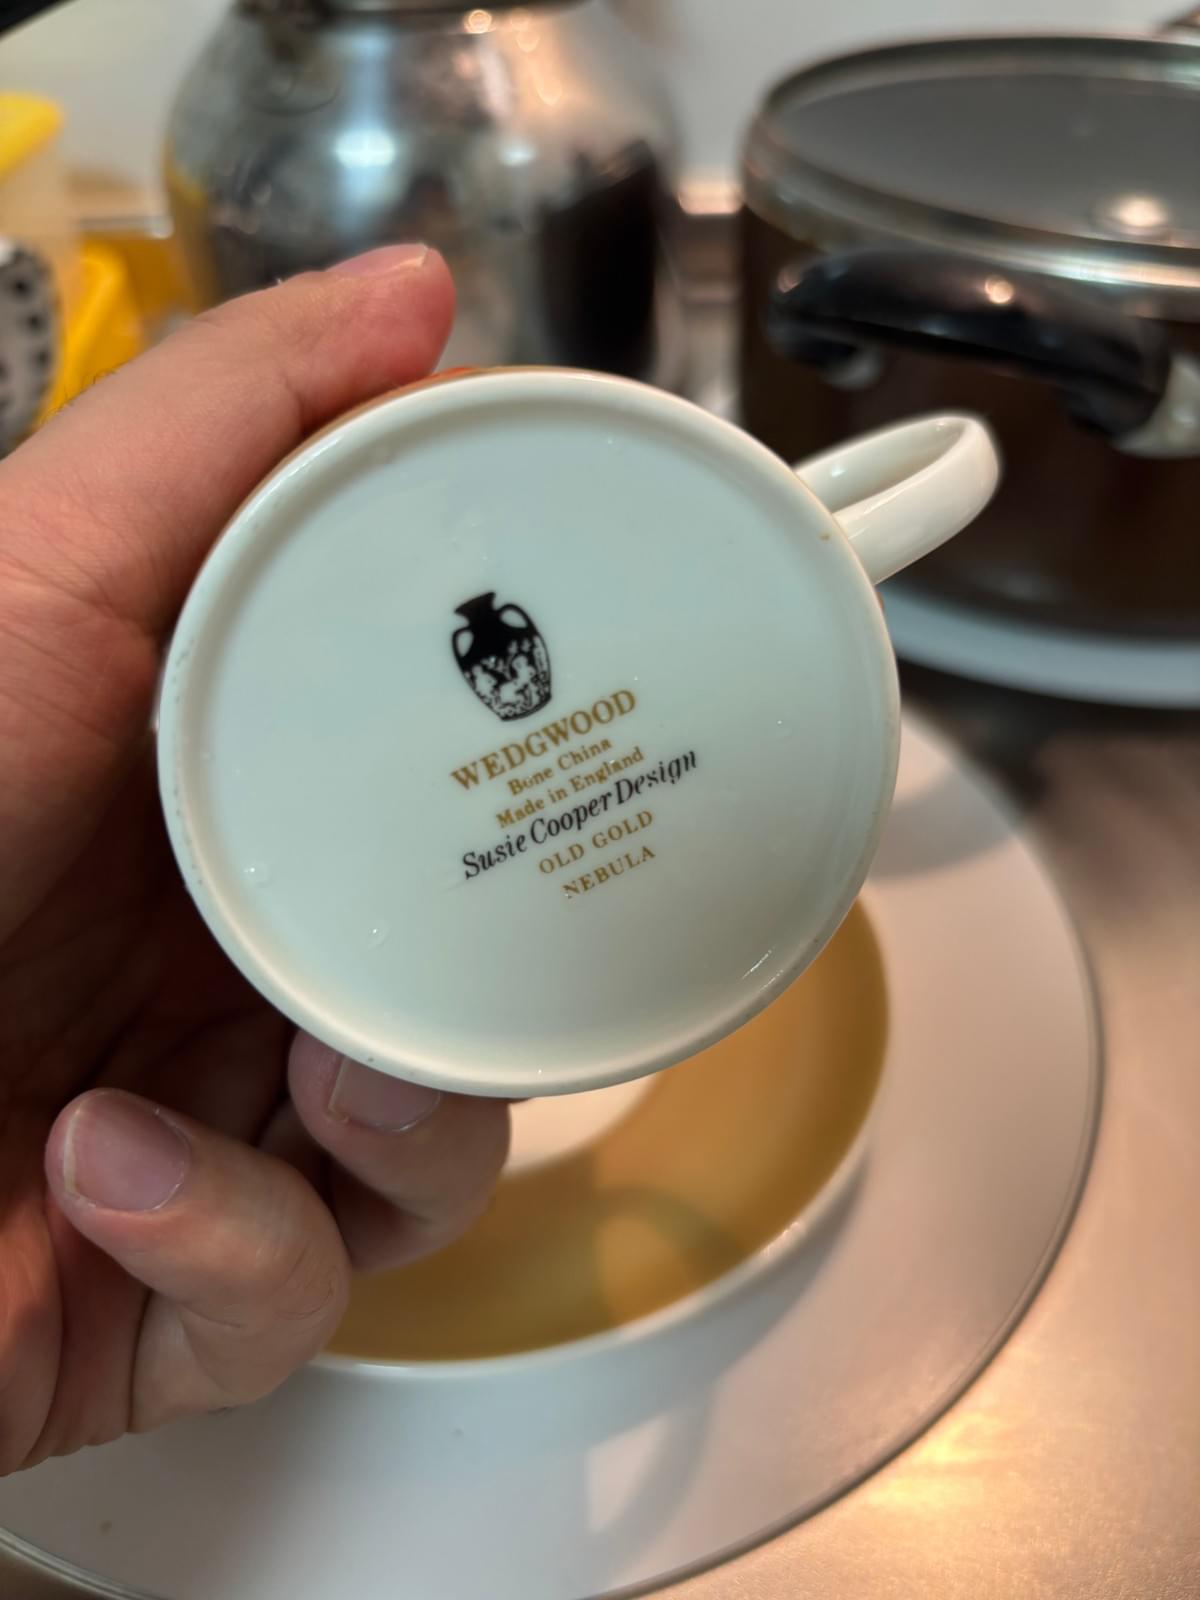 WEDGWOOD
Bone China
Made in England
Susie Cooper Design
OLD GOLD
NEBULA